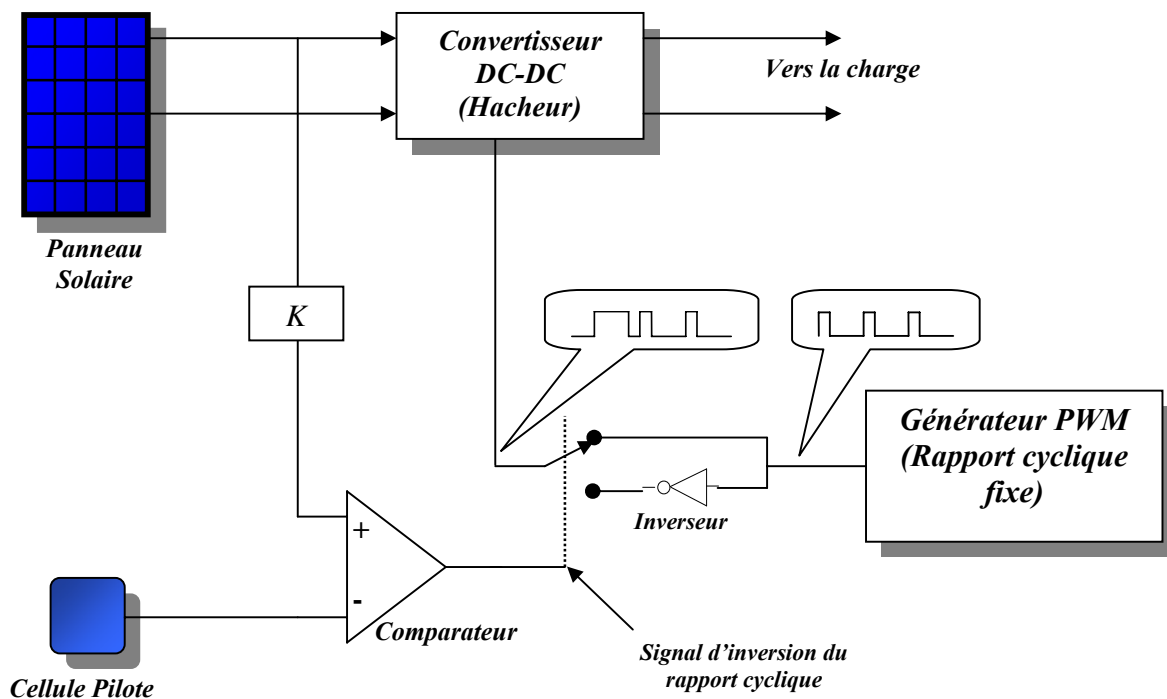 Convertisseur
DC-DC
(Hacheur)
Vers la charge
Panneau
Solaire
K
Générateur PWM
(Rapport cyclique
fixe)
Inverseur
+
-
Comparateur
Signal d'inversion du
rapport cyclique
Cellule Pilote